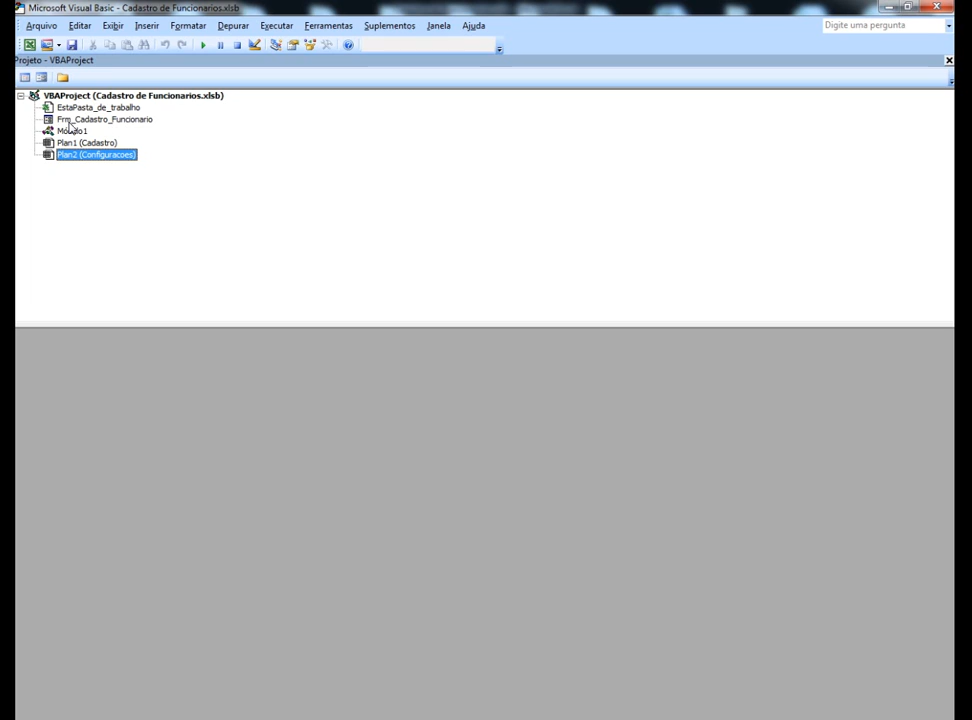 Microsoft Visual Basic - Cadastro de Funcionarios.xlsb
Arquivo Editar Exibir Inserir Formatar Depurar Executar Ferramentas Suplementos Janela Ajuda
Digite uma pergunta
Projeto - VBAProject
VBAProject (Cadastro de Funcionarios.xlsb)
EstaPasta_de_trabalho
Frm_Cadastro_Funcionario
Módulo1
Plan1 (Cadastro)
Plan2 (Configuracoes)